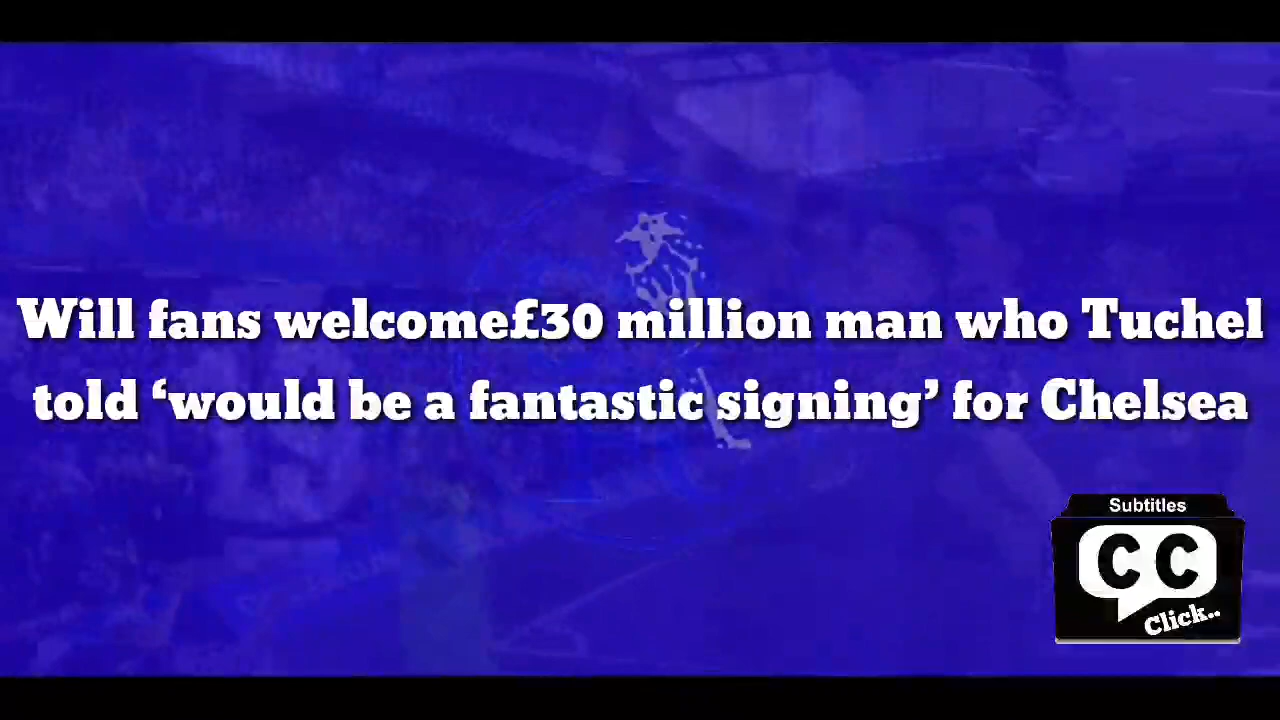 Will fans welcome£30 million man who Tuchel
told ‘would be a fantastic signing’ for Chelsea
Subtitles
CC
Click..